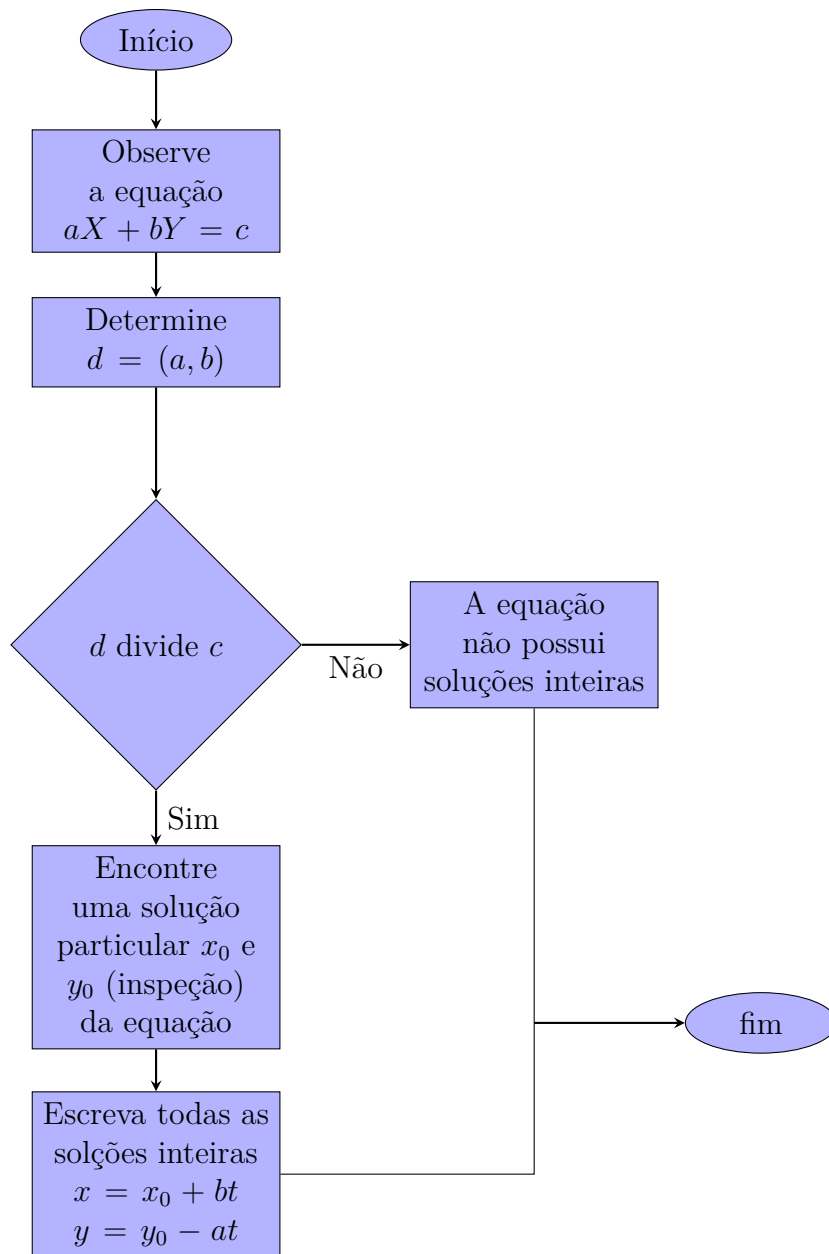 Início
Observe
a equação
aX + bY = c
Determine
d = (a, b)
d divide c
Não
A equação
não possui
soluções inteiras
Sim
Encontre
uma solução
particular x₀ e
y₀ (inspeção)
da equação
fim
Escreva todas as
solções inteiras
x = x₀ + bt
y = y₀ − at